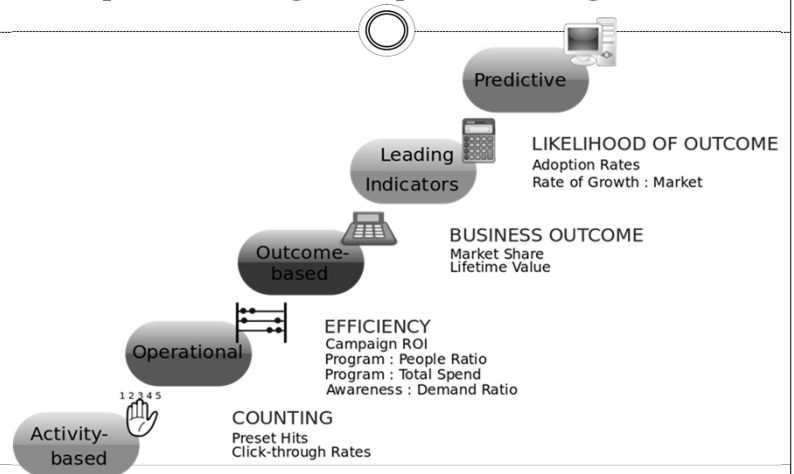 Predictive
Leading
Indicators
LIKELIHOOD OF OUTCOME
Adoption Rates
Rate of Growth : Market
Outcome-
based
BUSINESS OUTCOME
Market Share
Lifetime Value
Operational
EFFICIENCY
Campaign ROI
Program : People Ratio
Program : Total Spend
Awareness : Demand Ratio
1 2 3 4 5
Activity-
based
COUNTING
Preset Hits
Click-through Rates